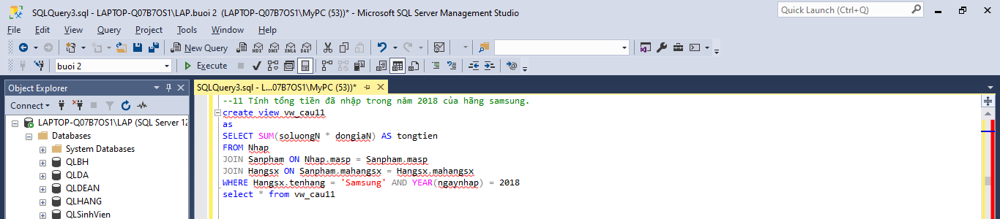 SQLQuery3.sql - LAPTOP-Q07B7OS1\LAP.buoi 2 (LAPTOP-Q07B7OS1\MyPC (53))* - Microsoft SQL Server Management Studio
Quick Launch (Ctrl+Q)
File Edit View Query Project Tools Window Help
New Query MDX DMX XMLA DAX
buoi 2 Execute
Object Explorer
SQLQuery3.sql - L...07B7OS1\MyPC (53))*
Connect
LAPTOP-Q07B7OS1\LAP (SQL Server 12
Databases
System Databases
QLBH
QLDA
QLDEAN
QLHANG
QLSinhVien
--11 Tính tổng tiền đã nhập trong năm 2018 của hãng samsung.
create view vw_cau11
as
SELECT SUM(soluongN * dongiaN) AS tongtien
FROM Nhap
JOIN Sanpham ON Nhap.masp = Sanpham.masp
JOIN Hangsx ON Sanpham.mahangsx = Hangsx.mahangsx
WHERE Hangsx.tenhang = 'Samsung' AND YEAR(ngaynhap) = 2018
select * from vw_cau11